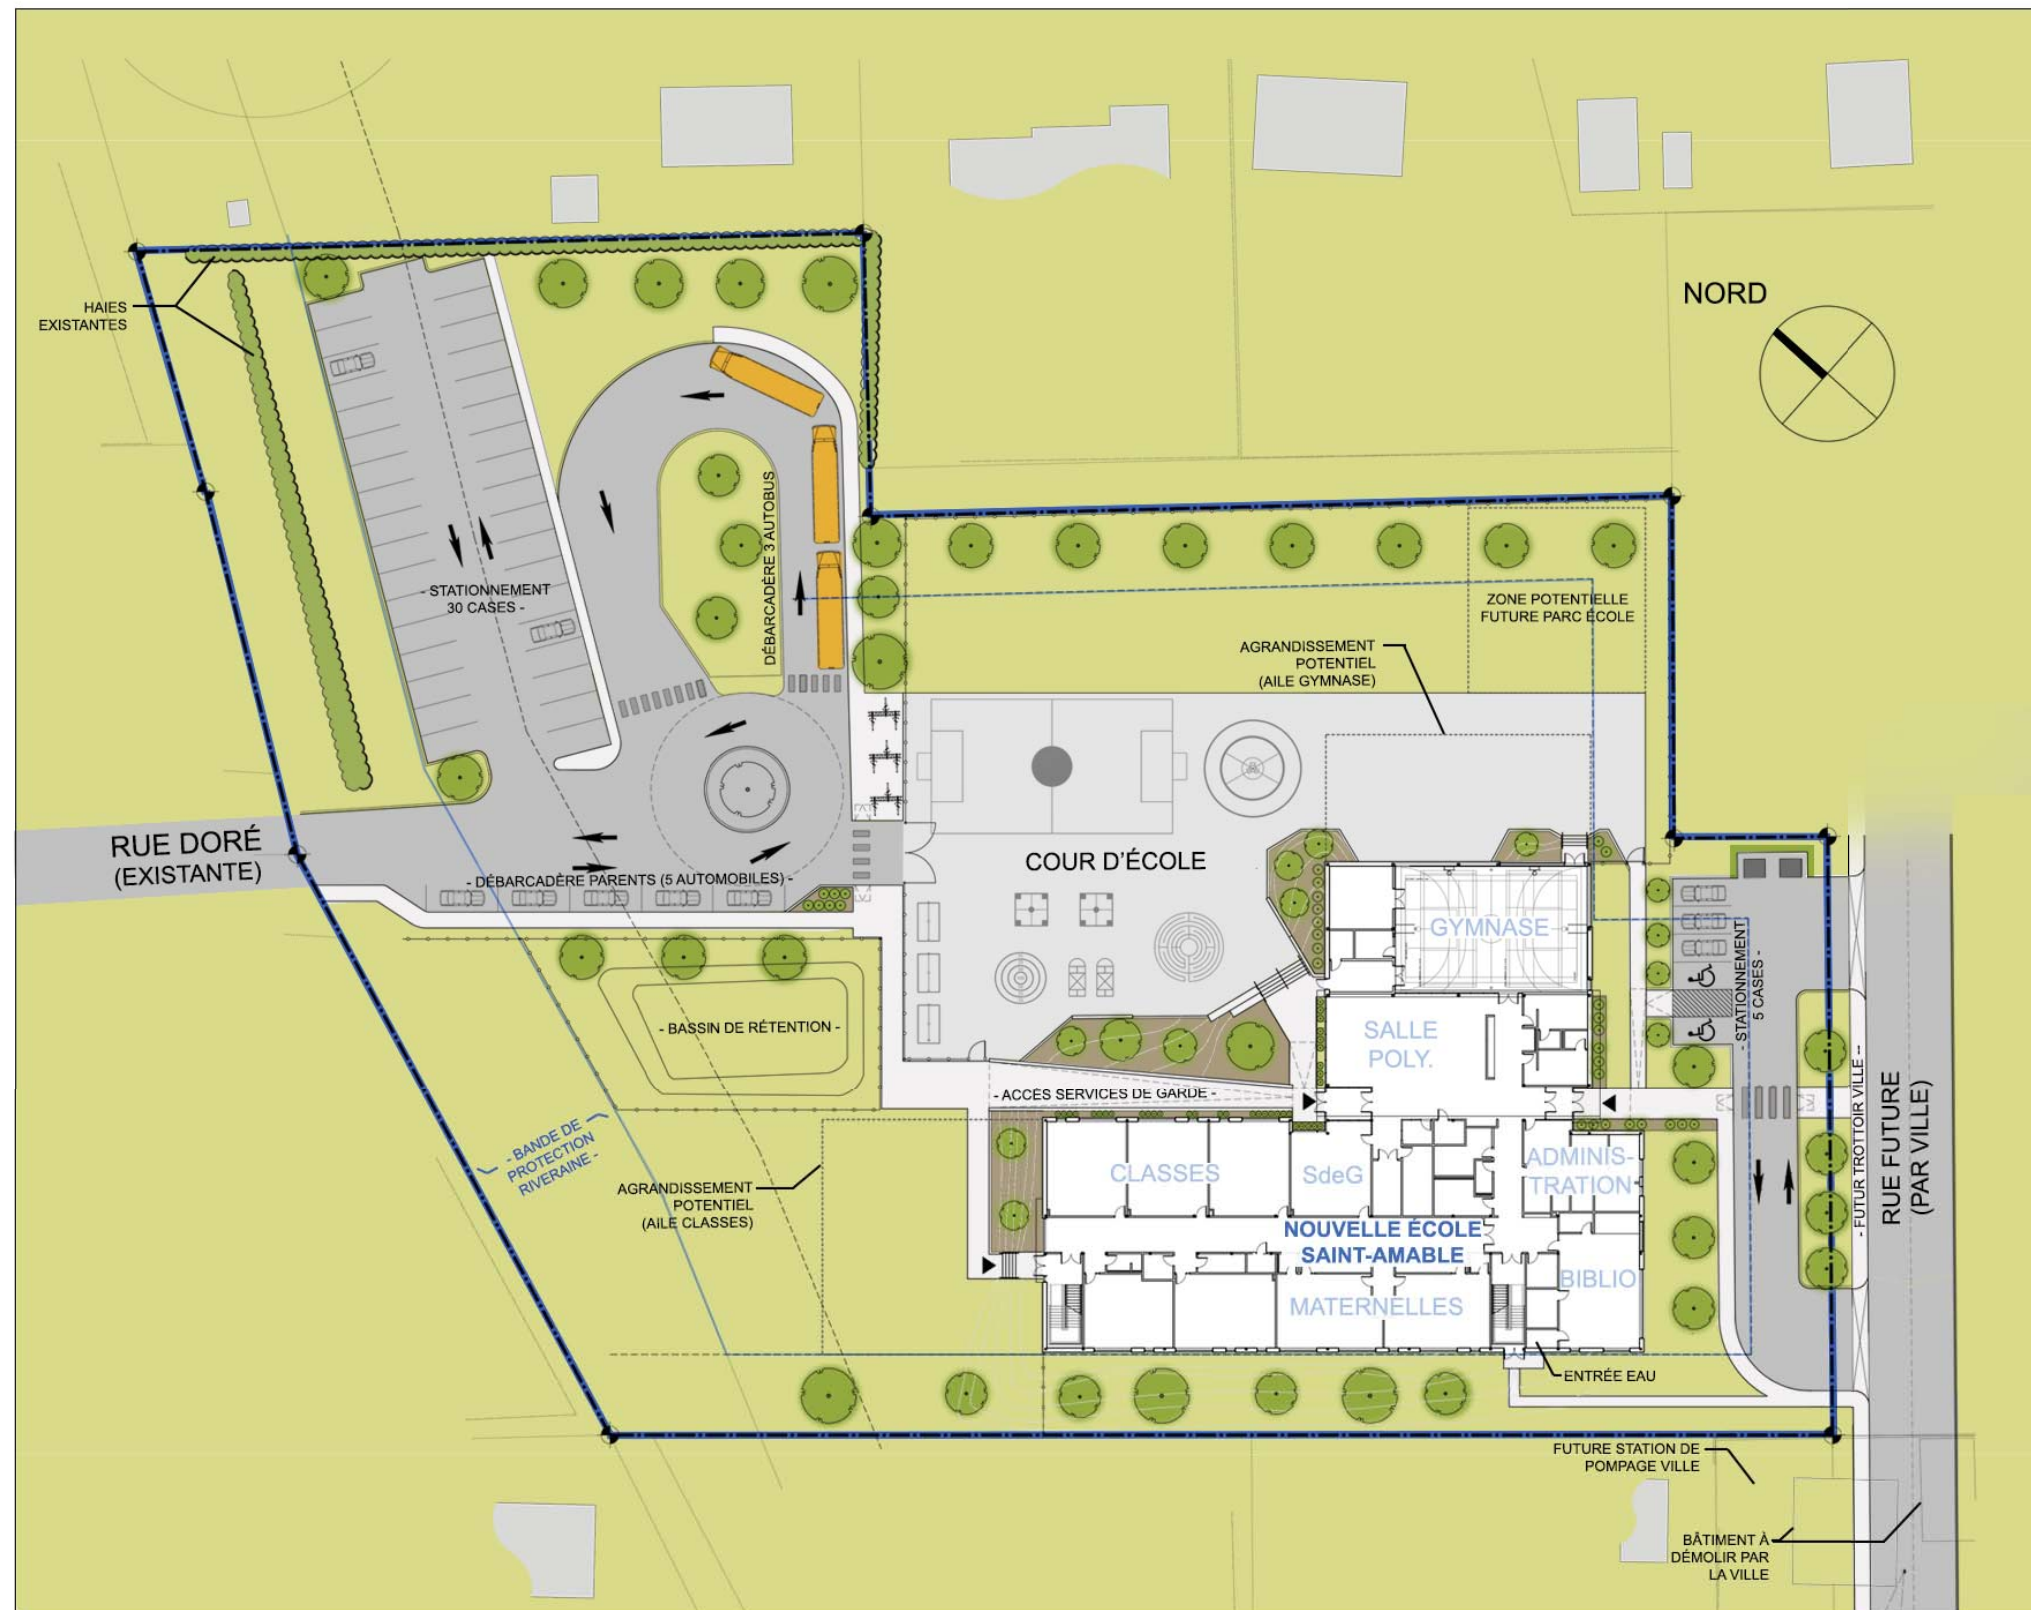 NORD
HAIES
EXISTANTES
DÉBARCADÈRE 3 AUTOBUS
- STATIONNEMENT
30 CASES -
ZONE POTENTIELLE
FUTURE PARC ÉCOLE
AGRANDISSEMENT
POTENTIEL
(AILE GYMNASE)
RUE DORÉ
(EXISTANTE)
- DÉBARCADÈRE PARENTS (5 AUTOMOBILES) -
COUR D'ÉCOLE
GYMNASE
- STATIONNEMENT
5 CASES -
- BASSIN DE RÉTENTION -
SALLE
POLY.
- ACCÈS SERVICES DE GARDE -
- FUTUR TROTTOIR VILLE -
RUE FUTURE
(PAR VILLE)
- BANDE DE
PROTECTION
RIVERAINE -
AGRANDISSEMENT
POTENTIEL
(AILE CLASSES)
CLASSES
SdeG
ADMINIS-
TRATION
NOUVELLE ÉCOLE
SAINT-AMABLE
BIBLIO
MATERNELLES
ENTRÉE EAU
FUTURE STATION DE
POMPAGE VILLE
BÂTIMENT À
DÉMOLIR PAR
LA VILLE